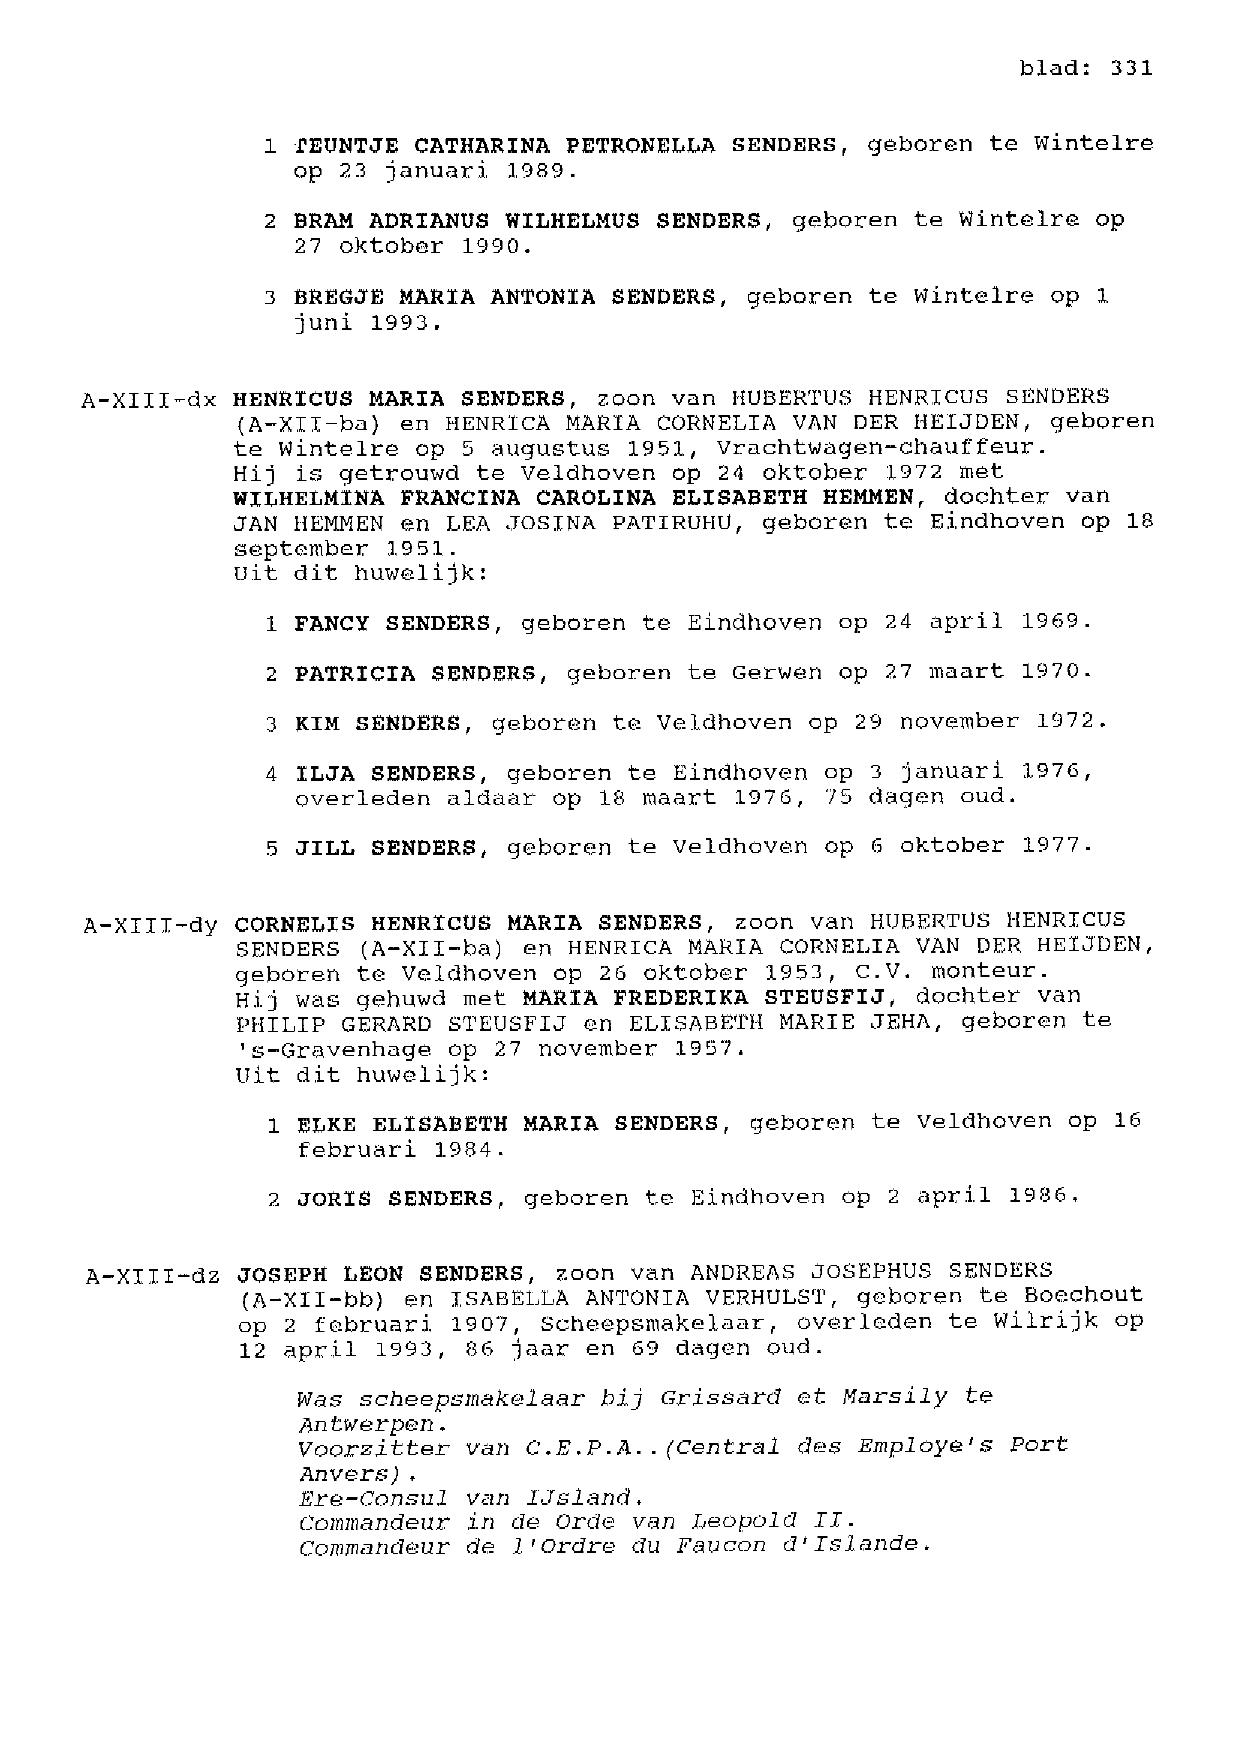 blad: 331
1 TEUNTJE CATHARINA PETRONELLA SENDERS, geboren te Wintelre
op 23 januari 1989.
2 BRAM ADRIANUS WILHELMUS SENDERS, geboren te Wintelre op
27 oktober 1990.
3 BREGJE MARIA ANTONIA SENDERS, geboren te Wintelre op 1
juni 1993.
A-XIII-dx HENRICUS MARIA SENDERS, zoon van HUBERTUS HENRICUS SENDERS
(A-XII-ba) en HENRICA MARIA CORNELIA VAN DER HEIJDEN, geboren
te Wintelre op 5 augustus 1951, Vrachtwagen-chauffeur.
Hij is getrouwd te Veldhoven op 24 oktober 1972 met
WILHELMINA FRANCINA CAROLINA ELISABETH HEMMEN, dochter van
JAN HEMMEN en LEA JOSINA PATIRUHU, geboren te Eindhoven op 18
september 1951.
Uit dit huwelijk:
1 FANCY SENDERS, geboren te Eindhoven op 24 april 1969.
2 PATRICIA SENDERS, geboren te Gerwen op 27 maart 1970.
3 KIM SENDERS, geboren te Veldhoven op 29 november 1972.
4 ILJA SENDERS, geboren te Eindhoven op 3 januari 1976,
overleden aldaar op 18 maart 1976, 75 dagen oud.
5 JILL SENDERS, geboren te Veldhoven op 6 oktober 1977.
A-XIII-dy CORNELIS HENRICUS MARIA SENDERS, zoon van HUBERTUS HENRICUS
SENDERS (A-XII-ba) en HENRICA MARIA CORNELIA VAN DER HEIJDEN,
geboren te Veldhoven op 26 oktober 1953, C.V. monteur.
Hij was gehuwd met MARIA FREDERIKA STEUSFIJ, dochter van
PHILIP GERARD STEUSFIJ en ELISABETH MARIE JEHA, geboren te
's-Gravenhage op 27 november 1957.
Uit dit huwelijk:
1 ELKE ELISABETH MARIA SENDERS, geboren te Veldhoven op 16
februari 1984.
2 JORIS SENDERS, geboren te Eindhoven op 2 april 1986.
A-XIII-dz JOSEPH LEON SENDERS, zoon van ANDREAS JOSEPHUS SENDERS
(A-XII-bb) en ISABELLA ANTONIA VERHULST, geboren te Boechout
op 2 februari 1907, Scheepsmakelaar, overleden te Wilrijk op
12 april 1993, 86 jaar en 69 dagen oud.
Was scheepsmakelaar bij Grissard et Marsily te
Antwerpen.
Voorzitter van C.E.P.A..(Central des Employe's Port
Anvers).
Ere-Consul van IJsland.
Commandeur in de Orde van Leopold II.
Commandeur de l'Ordre du Faucon d'Islande.